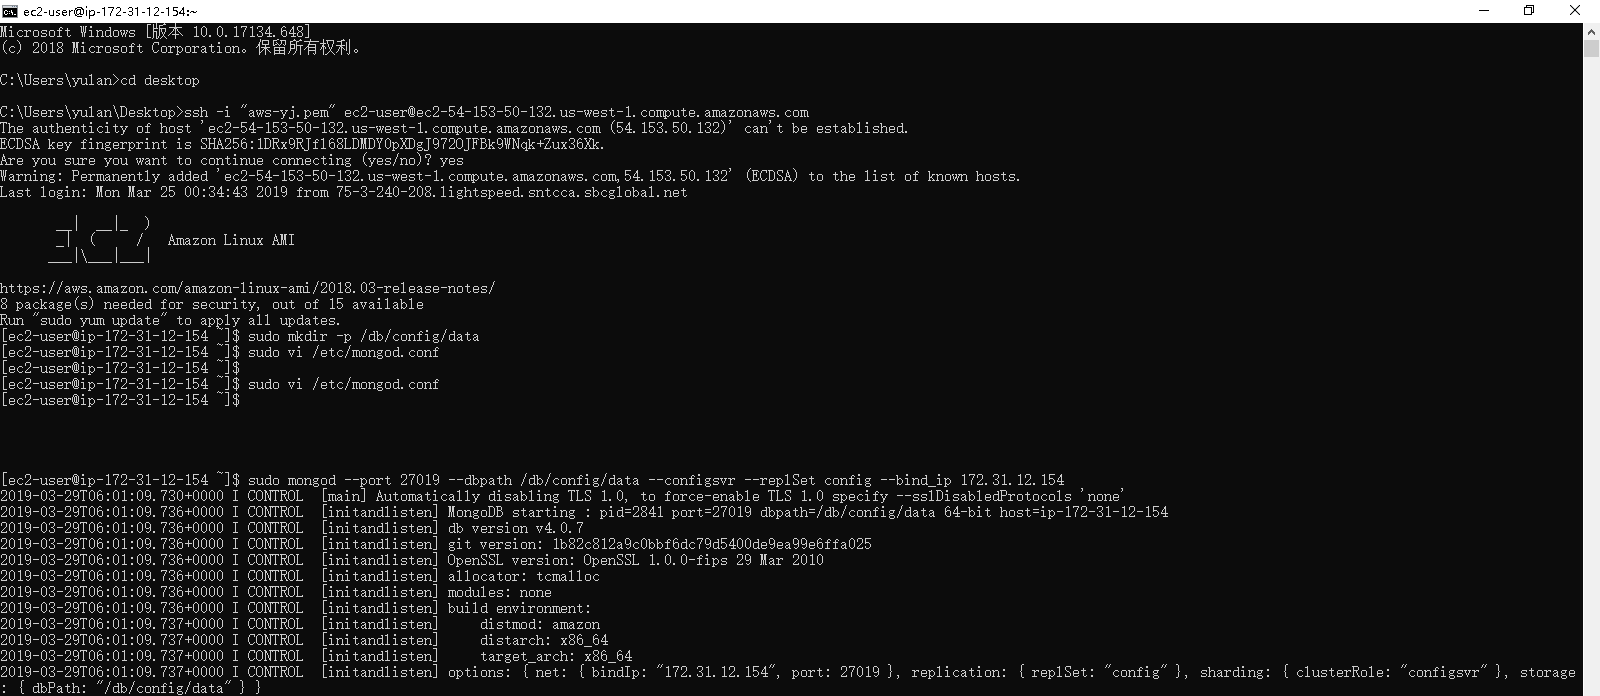 ec2-user@ip-172-31-12-154:~
Microsoft Windows [版本 10.0.17134.648]
(c) 2018 Microsoft Corporation。保留所有权利。
C:\Users\yulan>cd desktop
C:\Users\yulan\Desktop>ssh -i "aws-yj.pem" ec2-user@ec2-54-153-50-132.us-west-1.compute.amazonaws.com
The authenticity of host 'ec2-54-153-50-132.us-west-1.compute.amazonaws.com (54.153.50.132)' can't be established.
ECDSA key fingerprint is SHA256:1DRx9RJf168LDMDY0pXDgJ972OJFBk9WNqk+Zux36Xk.
Are you sure you want to continue connecting (yes/no)? yes
Warning: Permanently added 'ec2-54-153-50-132.us-west-1.compute.amazonaws.com,54.153.50.132' (ECDSA) to the list of known hosts.
Last login: Mon Mar 25 00:34:43 2019 from 75-3-240-208.lightspeed.sntcca.sbcglobal.net
__|  __|_  )
_|  (     /   Amazon Linux AMI
___|\___|___|
https://aws.amazon.com/amazon-linux-ami/2018.03-release-notes/
8 package(s) needed for security, out of 15 available
Run "sudo yum update" to apply all updates.
[ec2-user@ip-172-31-12-154 ~]$ sudo mkdir -p /db/config/data
[ec2-user@ip-172-31-12-154 ~]$ sudo vi /etc/mongod.conf
[ec2-user@ip-172-31-12-154 ~]$
[ec2-user@ip-172-31-12-154 ~]$ sudo vi /etc/mongod.conf
[ec2-user@ip-172-31-12-154 ~]$
[ec2-user@ip-172-31-12-154 ~]$ sudo mongod --port 27019 --dbpath /db/config/data --configsvr --replSet config --bind_ip 172.31.12.154
2019-03-29T06:01:09.730+0000 I CONTROL  [main] Automatically disabling TLS 1.0, to force-enable TLS 1.0 specify --sslDisabledProtocols 'none'
2019-03-29T06:01:09.736+0000 I CONTROL  [initandlisten] MongoDB starting : pid=2841 port=27019 dbpath=/db/config/data 64-bit host=ip-172-31-12-154
2019-03-29T06:01:09.736+0000 I CONTROL  [initandlisten] db version v4.0.7
2019-03-29T06:01:09.736+0000 I CONTROL  [initandlisten] git version: 1b82c812a9c0bbf6dc79d5400de9ea99e6ffa025
2019-03-29T06:01:09.736+0000 I CONTROL  [initandlisten] OpenSSL version: OpenSSL 1.0.0-fips 29 Mar 2010
2019-03-29T06:01:09.736+0000 I CONTROL  [initandlisten] allocator: tcmalloc
2019-03-29T06:01:09.736+0000 I CONTROL  [initandlisten] modules: none
2019-03-29T06:01:09.736+0000 I CONTROL  [initandlisten] build environment:
2019-03-29T06:01:09.737+0000 I CONTROL  [initandlisten]     distmod: amazon
2019-03-29T06:01:09.737+0000 I CONTROL  [initandlisten]     distarch: x86_64
2019-03-29T06:01:09.737+0000 I CONTROL  [initandlisten]     target_arch: x86_64
2019-03-29T06:01:09.737+0000 I CONTROL  [initandlisten] options: { net: { bindIp: "172.31.12.154", port: 27019 }, replication: { replSet: "config" }, sharding: { clusterRole: "configsvr" }, storage
: { dbPath: "/db/config/data" } }